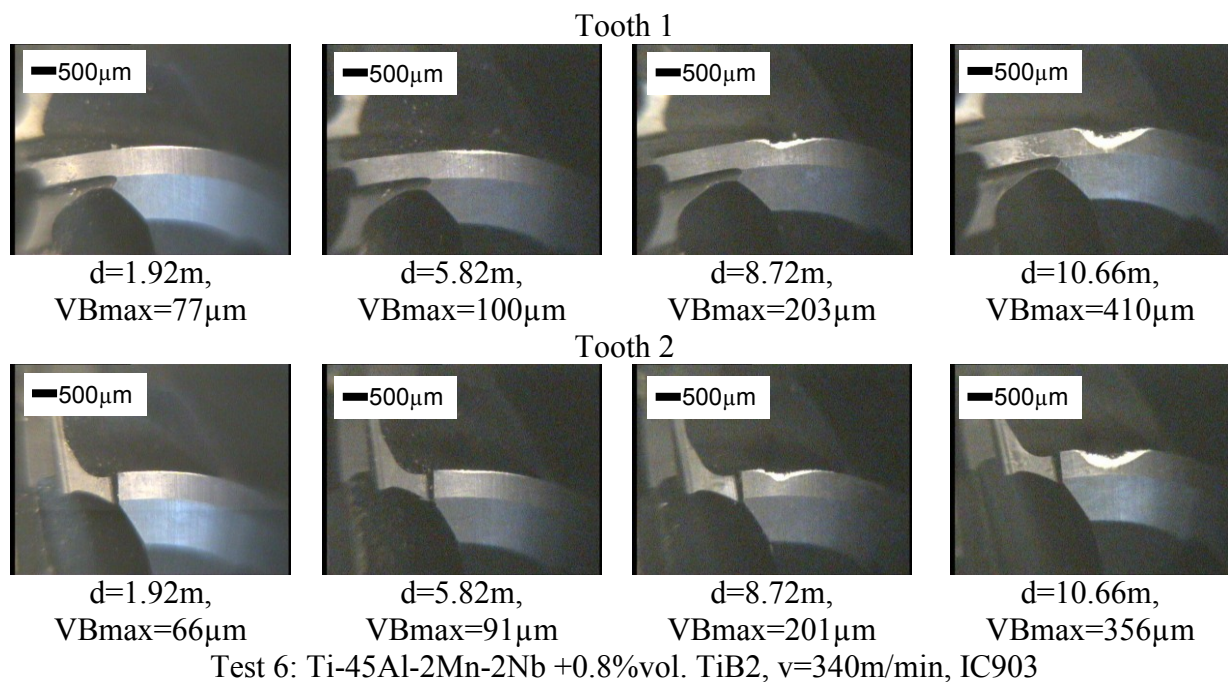 Tooth 1
500µm 500µm 500µm 500µm
d=1.92m, d=5.82m, d=8.72m, d=10.66m,
VBmax=77µm VBmax=100µm VBmax=203µm VBmax=410µm
Tooth 2
500µm 500µm 500µm 500µm
d=1.92m, d=5.82m, d=8.72m, d=10.66m,
VBmax=66µm VBmax=91µm VBmax=201µm VBmax=356µm
Test 6: Ti-45Al-2Mn-2Nb +0.8%vol. TiB2, v=340m/min, IC903